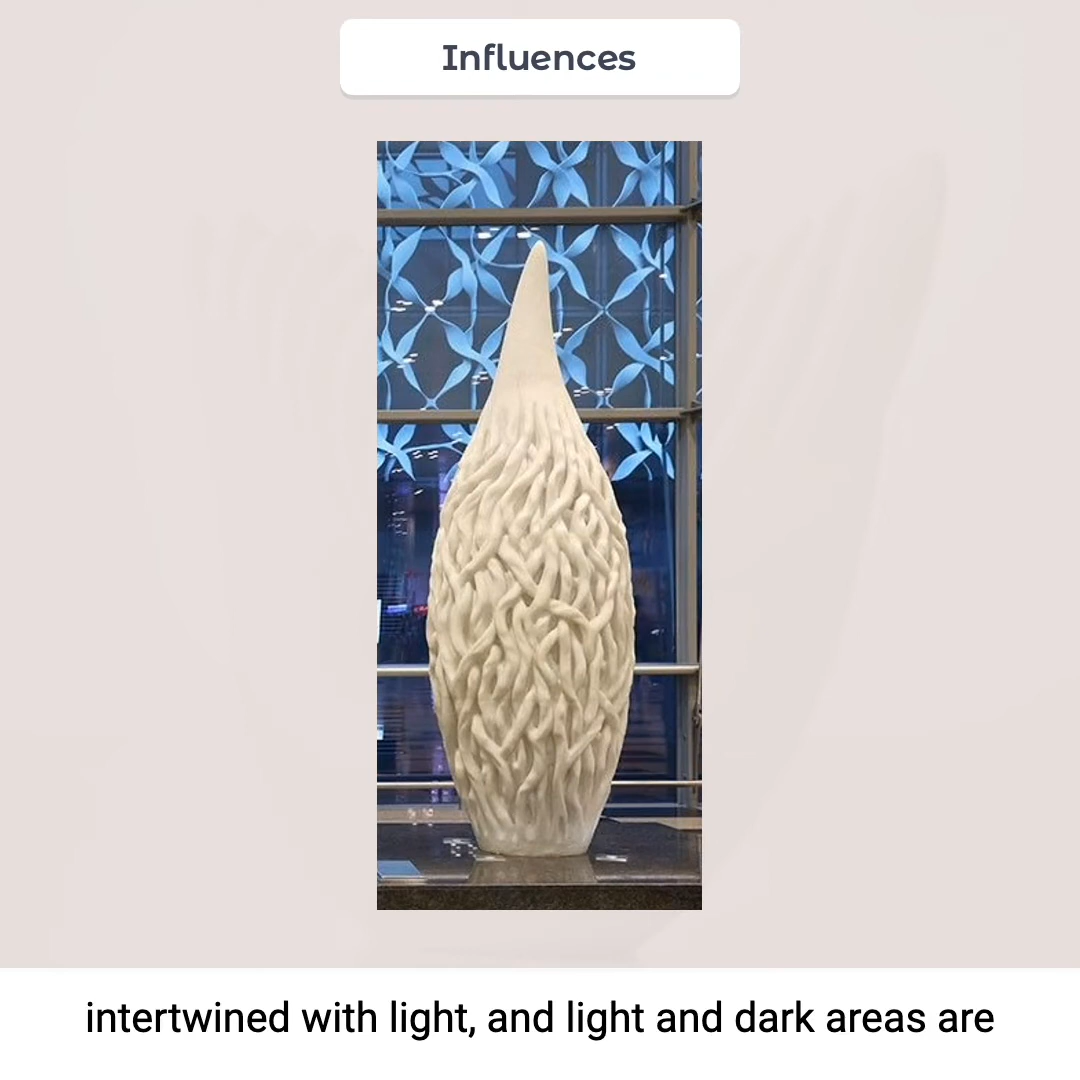 Influences
intertwined with light, and light and dark areas are